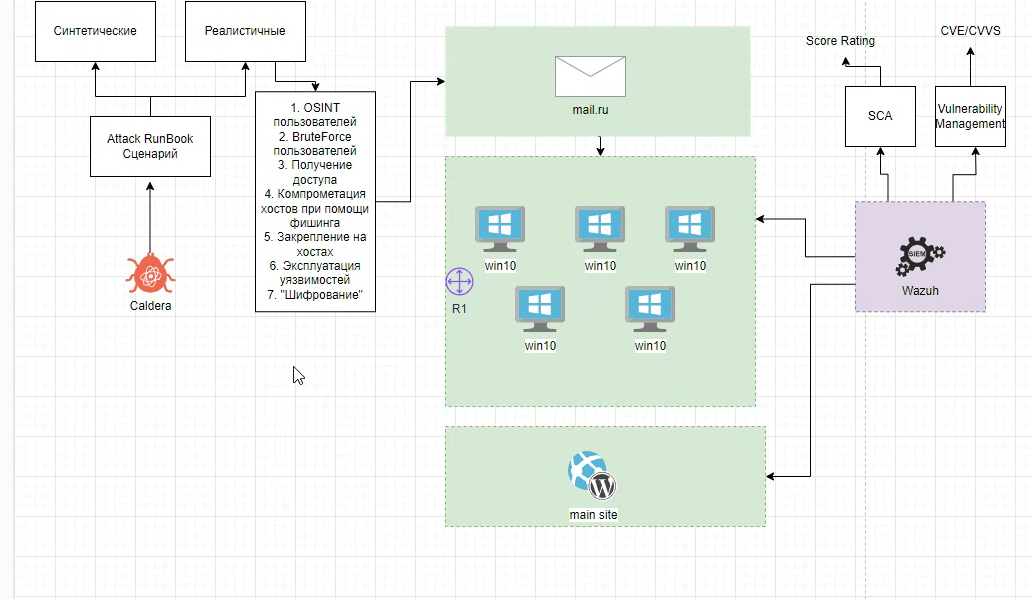 Синтетические
Реалистичные
Attack RunBook
Сценарий
Caldera
1. OSINT
пользователей
2. BruteForce
пользователей
3. Получение
доступа
4. Компрометация
хостов при помощи
фишинга
5. Закрепление на
хостах
6. Эксплуатация
уязвимостей
7. "Шифрование"
mail.ru
win10
win10
win10
R1
win10
win10
main site
Score Rating
CVE/CVVS
SCA
Vulnerability
Management
SIEM
Wazuh